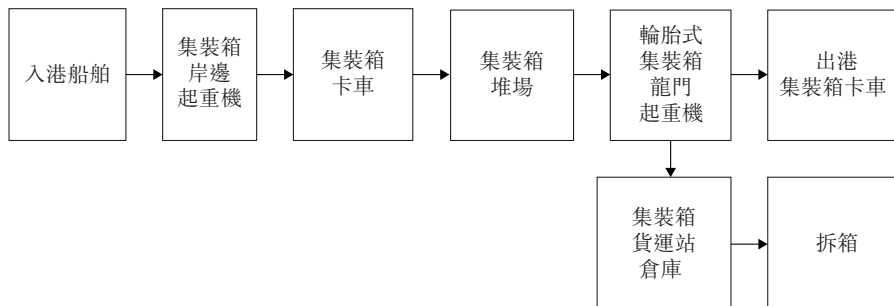 入港船舶
集裝箱
岸邊
起重機
集裝箱
卡車
集裝箱
堆場
輪胎式
集裝箱
龍門
起重機
出港
集裝箱卡車
集裝箱
貨運站
倉庫
拆箱